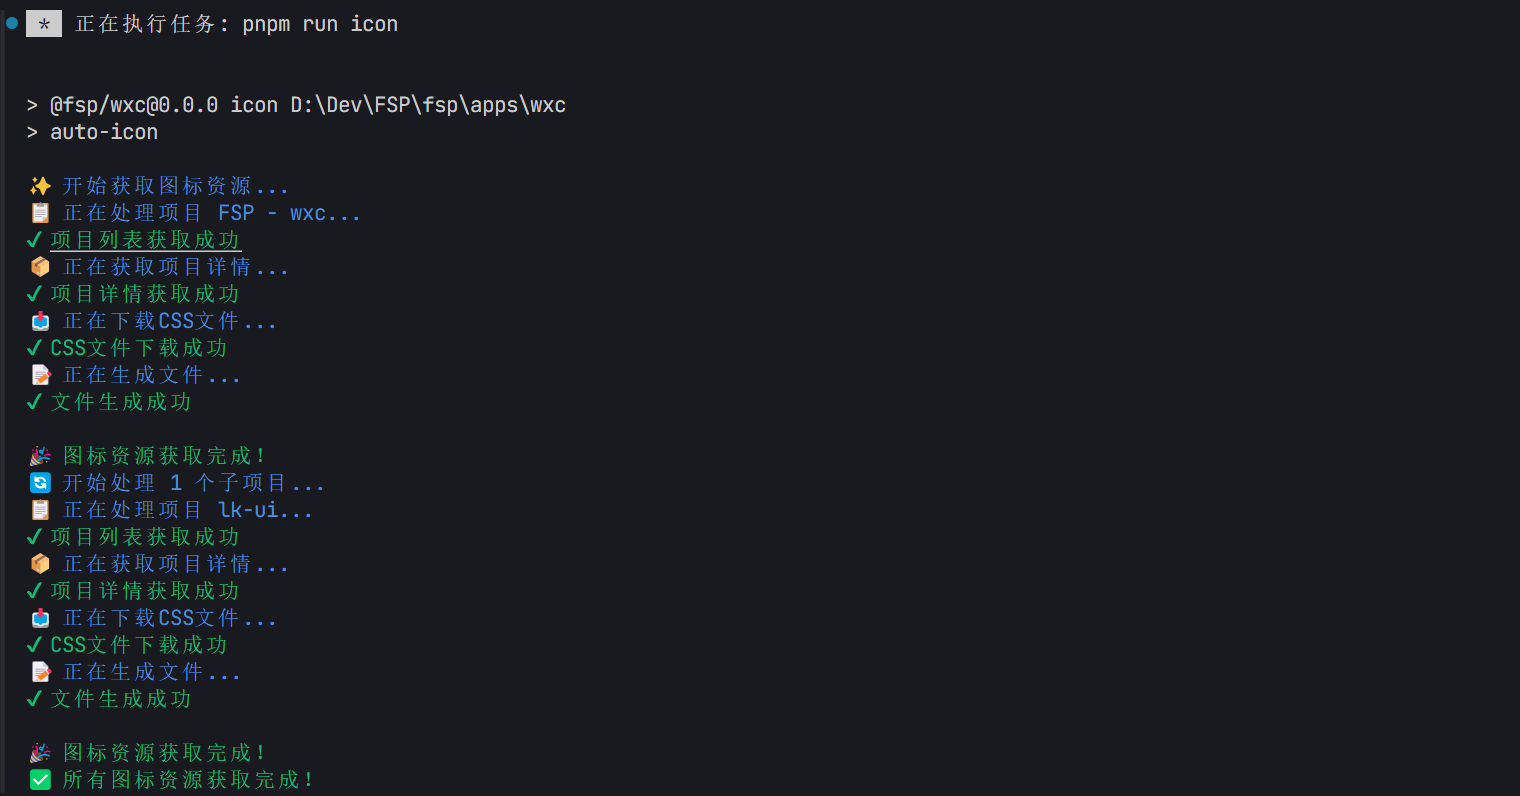 * 正在执行任务: pnpm run icon
> @fsp/wxc@0.0.0 icon D:\Dev\FSP\fsp\apps\wxc
> auto-icon
✨ 开始获取图标资源...
📋 正在处理项目 FSP - wxc...
✓ 项目列表获取成功
📦 正在获取项目详情...
✓ 项目详情获取成功
📥 正在下载CSS文件...
✓ CSS文件下载成功
📝 正在生成文件...
✓ 文件生成成功
🎉 图标资源获取完成!
🔄 开始处理 1 个子项目...
📋 正在处理项目 lk-ui...
✓ 项目列表获取成功
📦 正在获取项目详情...
✓ 项目详情获取成功
📥 正在下载CSS文件...
✓ CSS文件下载成功
📝 正在生成文件...
✓ 文件生成成功
🎉 图标资源获取完成!
✅ 所有图标资源获取完成!